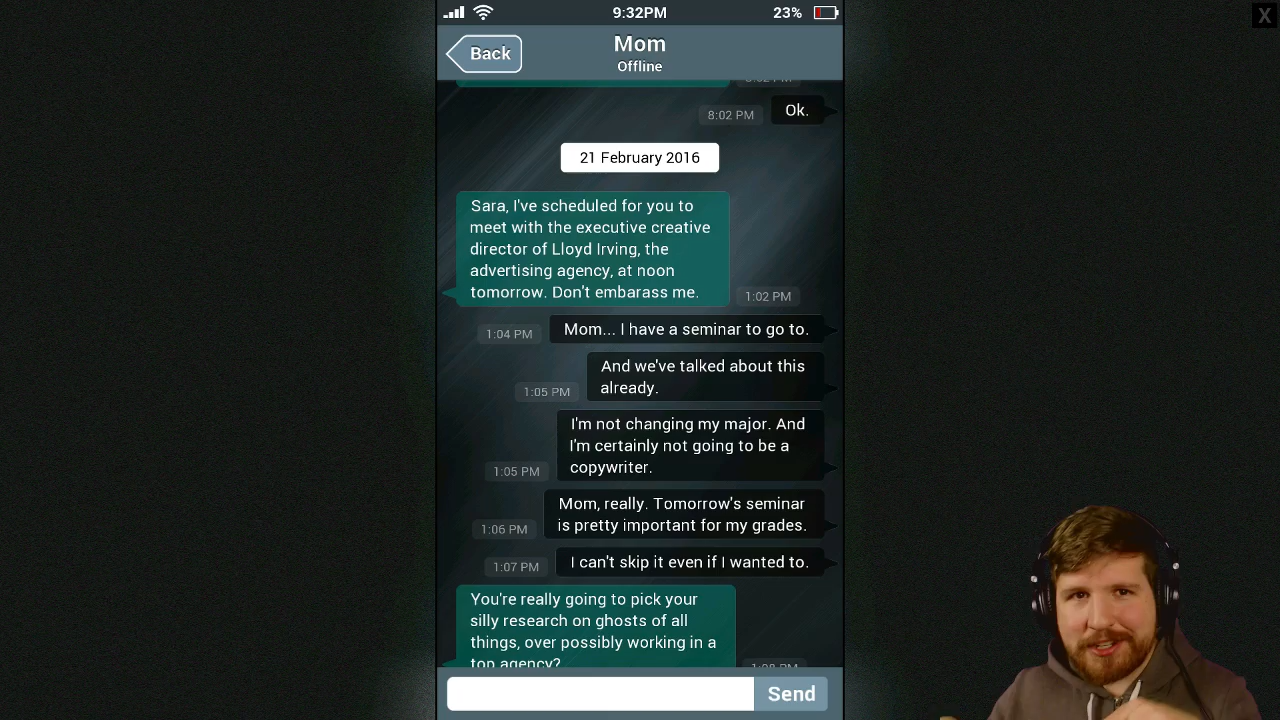 9:32PM
23%
X
Back
Mom
Offline
8:02 PM
Ok.
21 February 2016
Sara, I've scheduled for you to
meet with the executive creative
director of Lloyd Irving, the
advertising agency, at noon
tomorrow. Don't embarass me.
1:02 PM
1:04 PM
Mom... I have a seminar to go to.
And we've talked about this
already.
1:05 PM
I'm not changing my major. And
I'm certainly not going to be a
copywriter.
1:05 PM
Mom, really. Tomorrow's seminar
is pretty important for my grades.
1:06 PM
1:07 PM
I can't skip it even if I wanted to.
You're really going to pick your
silly research on ghosts of all
things, over possibly working in a
top agency?
Send